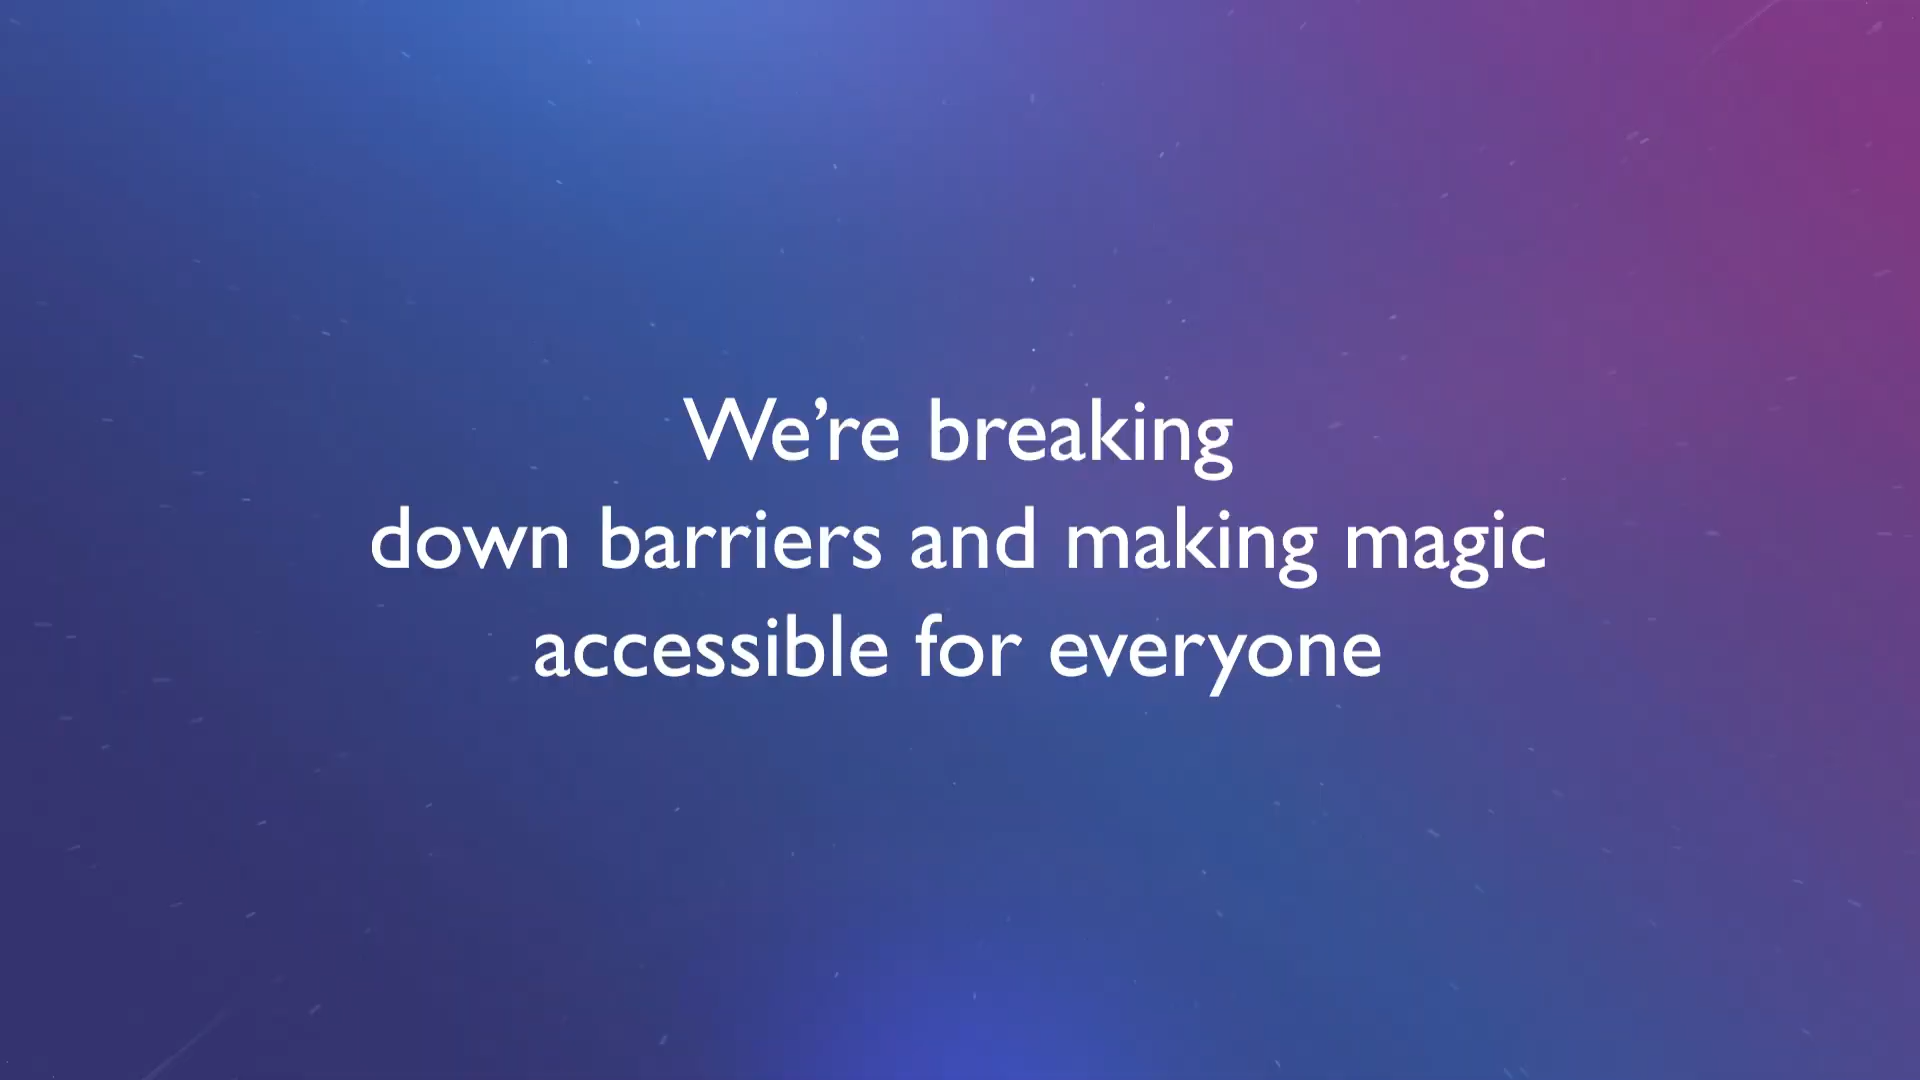 We’re breaking
down barriers and making magic
accessible for everyone